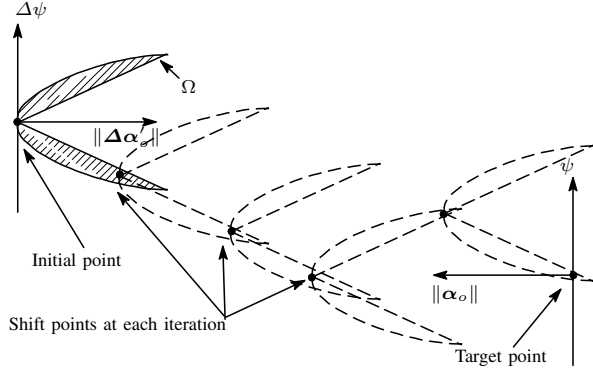 Δψ
Ω
‖Δα′ₒ‖
ψ
Initial point
‖αₒ‖
Shift points at each iteration
Target point